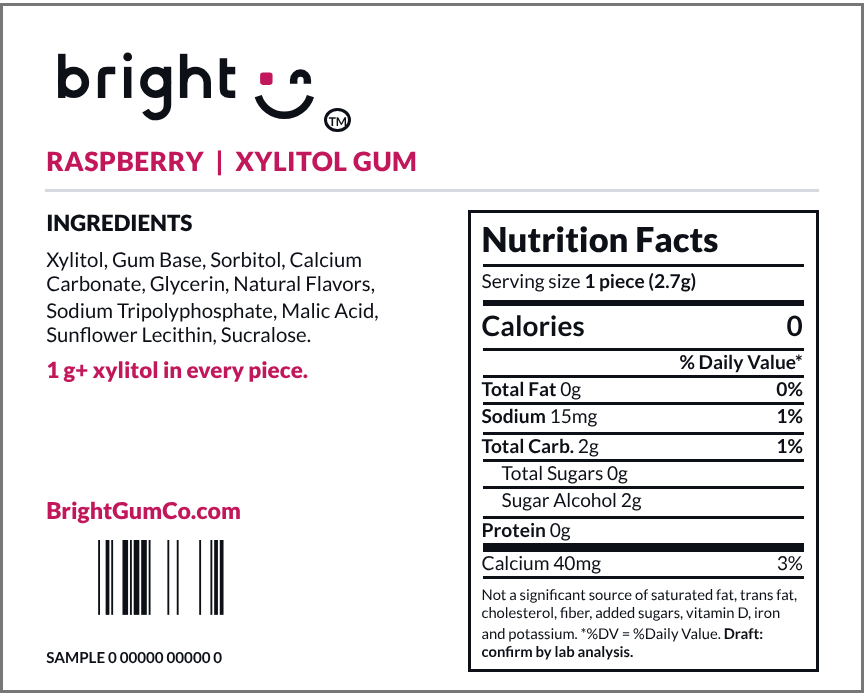 bright
TM
RASPBERRY | XYLITOL GUM
INGREDIENTS
Xylitol, Gum Base, Sorbitol, Calcium
Carbonate, Glycerin, Natural Flavors,
Sodium Tripolyphosphate, Malic Acid,
Sunflower Lecithin, Sucralose.
1 g+ xylitol in every piece.
BrightGumCo.com
SAMPLE 0 00000 00000 0
Nutrition Facts
Serving size 1 piece (2.7g)
Calories 0
% Daily Value*
Total Fat 0g 0%
Sodium 15mg 1%
Total Carb. 2g 1%
Total Sugars 0g
Sugar Alcohol 2g
Protein 0g
Calcium 40mg 3%
Not a significant source of saturated fat, trans fat,
cholesterol, fiber, added sugars, vitamin D, iron
and potassium. *%DV = %Daily Value. Draft:
confirm by lab analysis.